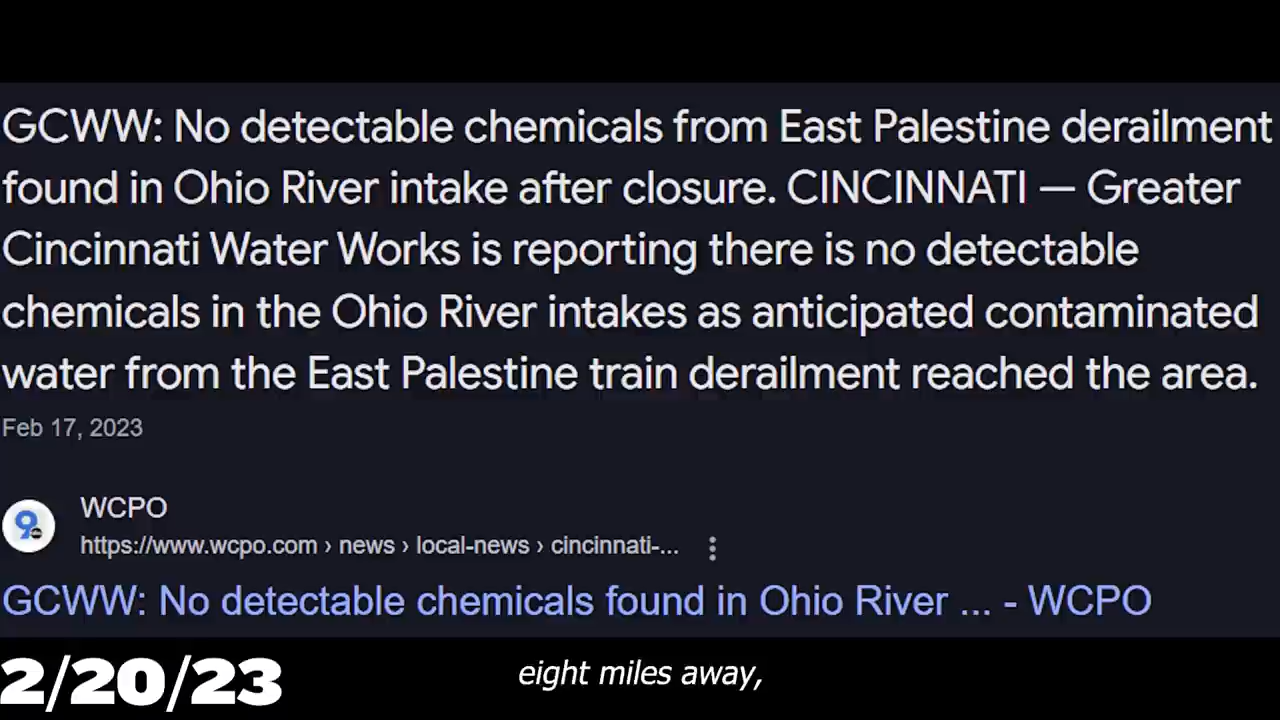 GCWW: No detectable chemicals from East Palestine derailment
found in Ohio River intake after closure. CINCINNATI — Greater
Cincinnati Water Works is reporting there is no detectable
chemicals in the Ohio River intakes as anticipated contaminated
water from the East Palestine train derailment reached the area.
Feb 17, 2023
9
WCPO
https://www.wcpo.com › news › local-news › cincinnati-...
GCWW: No detectable chemicals found in Ohio River ... - WCPO
2/20/23
eight miles away,